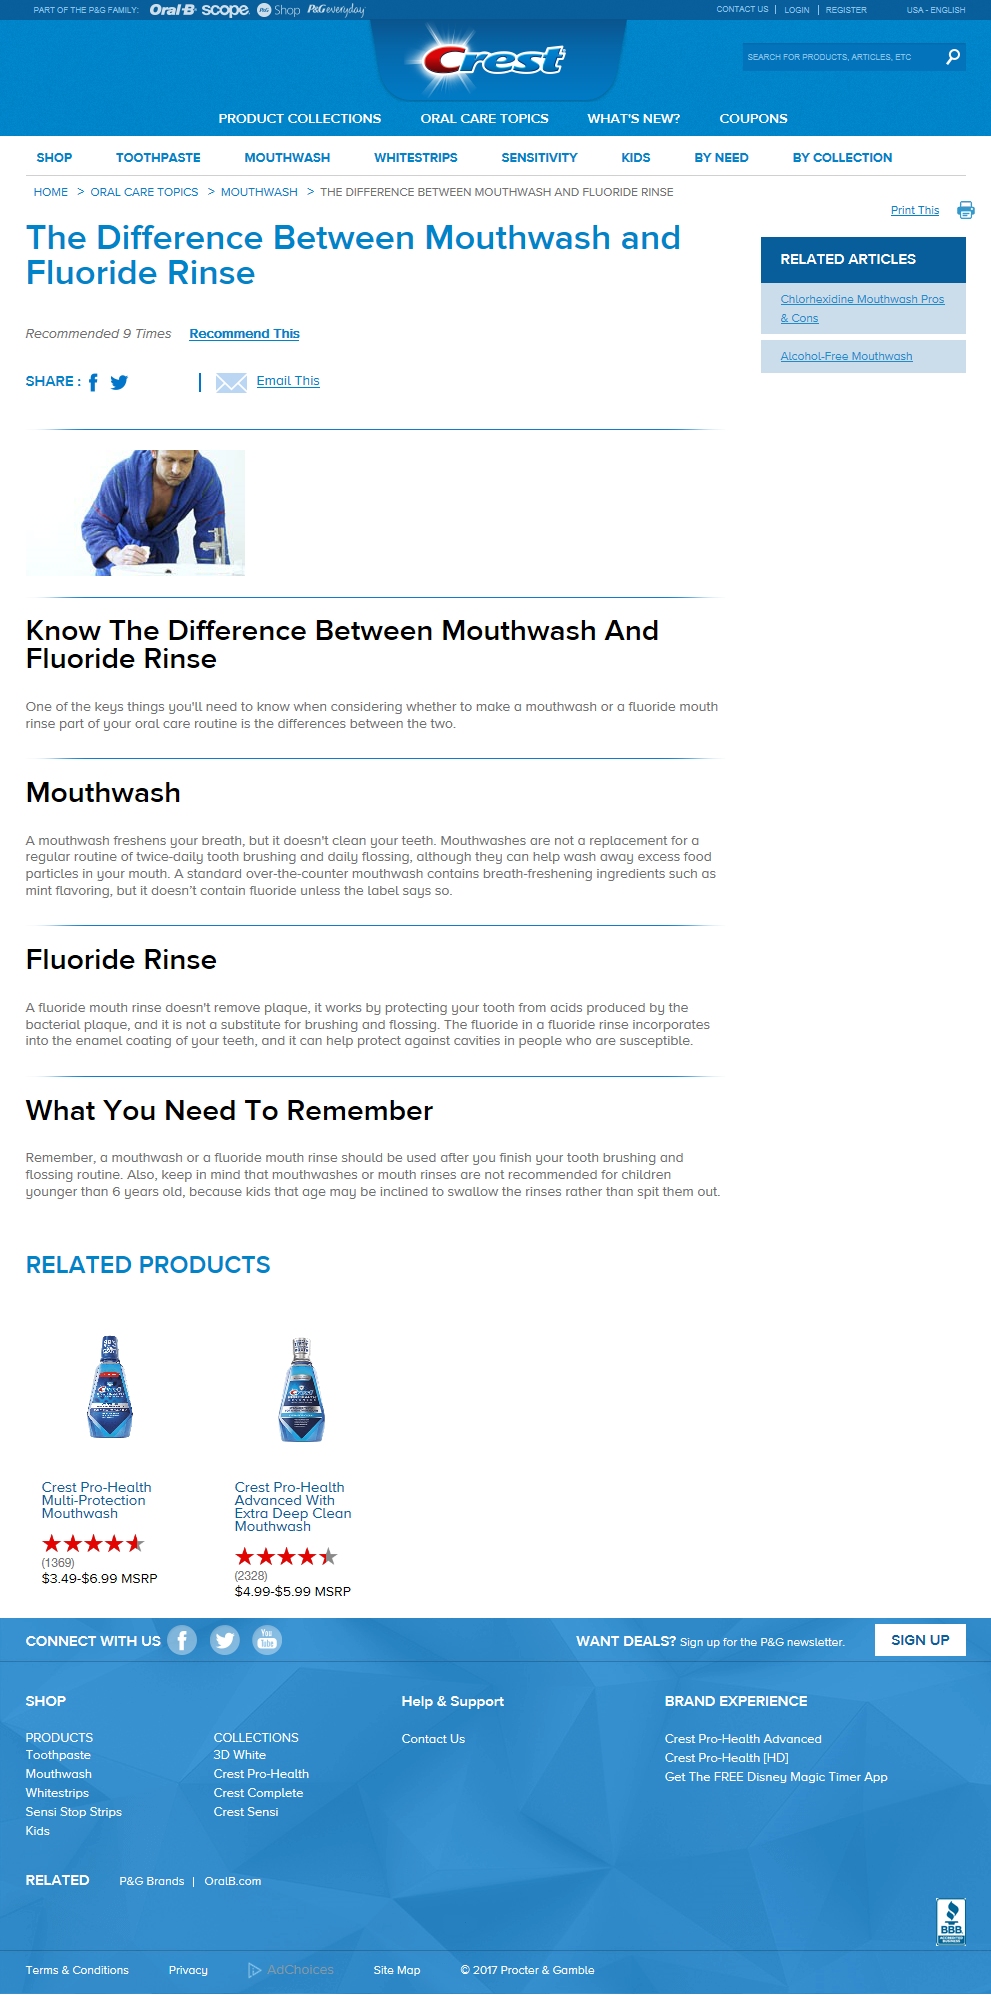 PART OF THE P&G FAMILY: Oral-B scope P&G Shop P&G everyday CONTACT US | LOGIN | REGISTER USA - ENGLISH
Crest
SEARCH FOR PRODUCTS, ARTICLES, ETC
PRODUCT COLLECTIONS ORAL CARE TOPICS WHAT'S NEW? COUPONS
SHOP TOOTHPASTE MOUTHWASH WHITESTRIPS SENSITIVITY KIDS BY NEED BY COLLECTION
HOME > ORAL CARE TOPICS > MOUTHWASH > THE DIFFERENCE BETWEEN MOUTHWASH AND FLUORIDE RINSE
Print This
The Difference Between Mouthwash and
Fluoride Rinse
RELATED ARTICLES
Chlorhexidine Mouthwash Pros
& Cons
Alcohol-Free Mouthwash
Recommended 9 Times Recommend This
SHARE : | Email This
Know The Difference Between Mouthwash And
Fluoride Rinse
One of the keys things you'll need to know when considering whether to make a mouthwash or a fluoride mouth
rinse part of your oral care routine is the differences between the two.
Mouthwash
A mouthwash freshens your breath, but it doesn't clean your teeth. Mouthwashes are not a replacement for a
regular routine of twice-daily tooth brushing and daily flossing, although they can help wash away excess food
particles in your mouth. A standard over-the-counter mouthwash contains breath-freshening ingredients such as
mint flavoring, but it doesn't contain fluoride unless the label says so.
Fluoride Rinse
A fluoride mouth rinse doesn't remove plaque, it works by protecting your tooth from acids produced by the
bacterial plaque, and it is not a substitute for brushing and flossing. The fluoride in a fluoride rinse incorporates
into the enamel coating of your teeth, and it can help protect against cavities in people who are susceptible.
What You Need To Remember
Remember, a mouthwash or a fluoride mouth rinse should be used after you finish your tooth brushing and
flossing routine. Also, keep in mind that mouthwashes or mouth rinses are not recommended for children
younger than 6 years old, because kids that age may be inclined to swallow the rinses rather than spit them out.
RELATED PRODUCTS
Crest
Crest
Crest Pro-Health
Multi-Protection
Mouthwash
(1369)
$3.49-$6.99 MSRP
Crest Pro-Health
Advanced With
Extra Deep Clean
Mouthwash
(2328)
$4.99-$5.99 MSRP
CONNECT WITH US You Tube WANT DEALS? Sign up for the P&G newsletter. SIGN UP
SHOP
PRODUCTS
Toothpaste
Mouthwash
Whitestrips
Sensi Stop Strips
Kids
COLLECTIONS
3D White
Crest Pro-Health
Crest Complete
Crest Sensi
Help & Support
Contact Us
BRAND EXPERIENCE
Crest Pro-Health Advanced
Crest Pro-Health [HD]
Get The FREE Disney Magic Timer App
RELATED P&G Brands | OralB.com
BBB
ACCREDITED
BUSINESS
Terms & Conditions Privacy AdChoices Site Map © 2017 Procter & Gamble